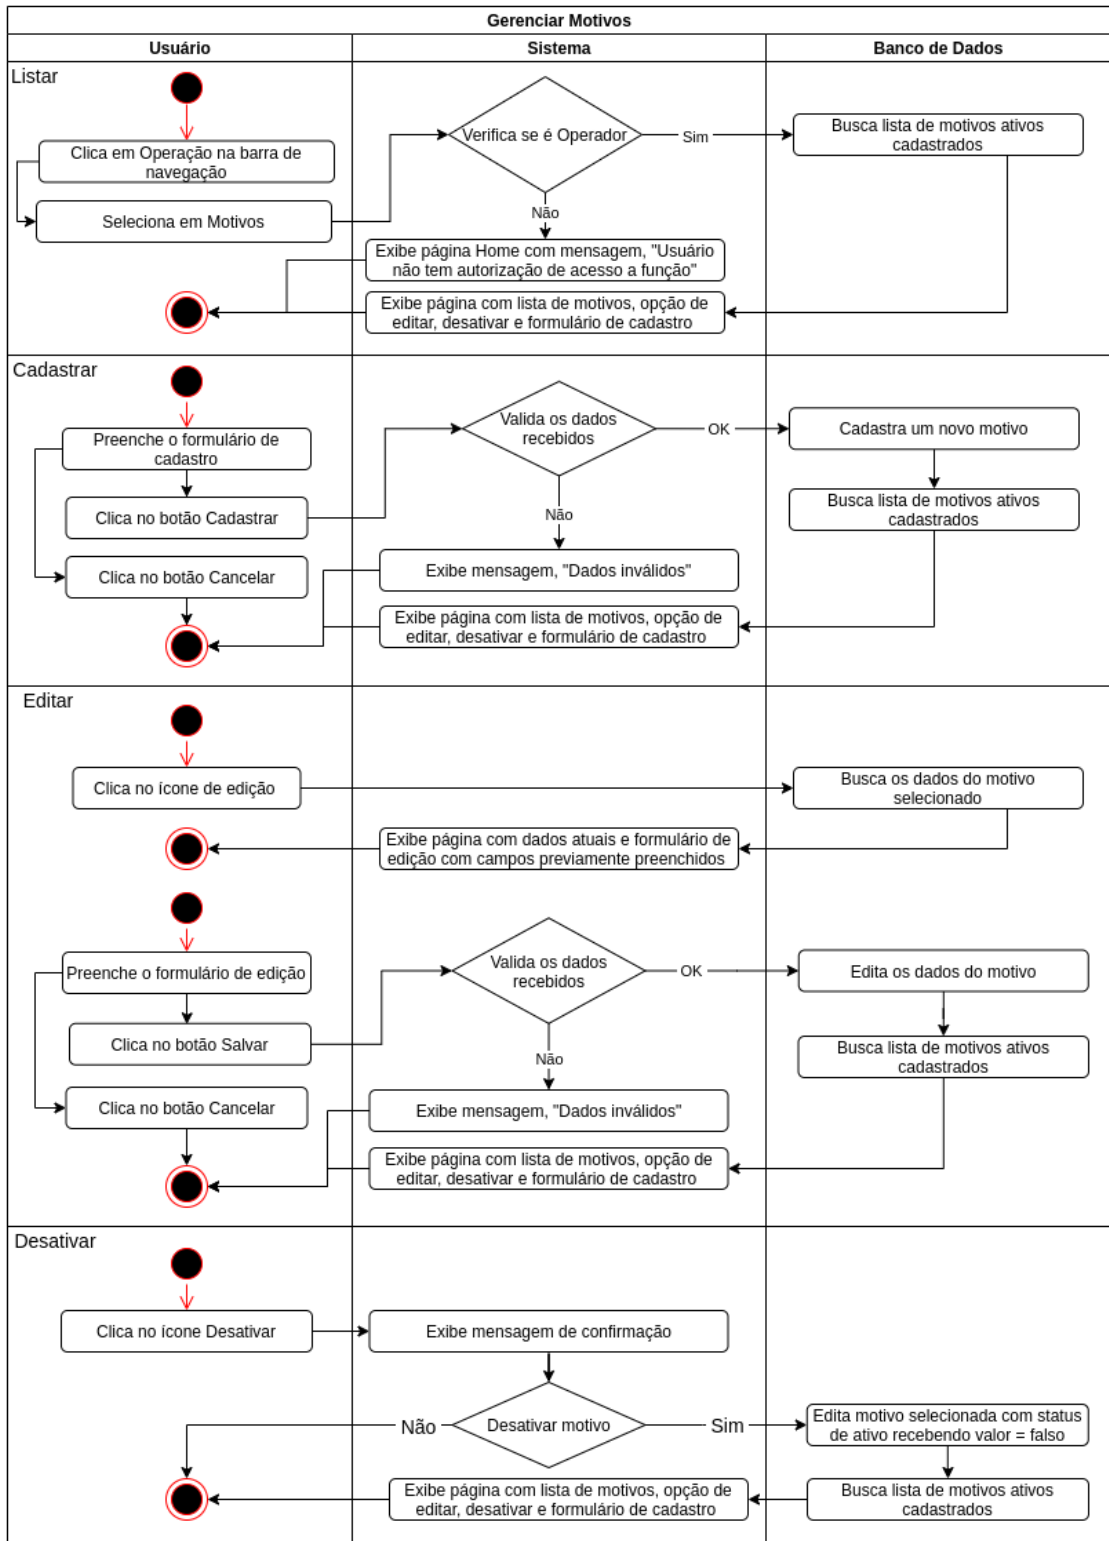 Gerenciar Motivos
Usuário
Sistema
Banco de Dados
Listar
Clica em Operação na barra de
navegação
Seleciona em Motivos
Verifica se é Operador
Sim
Busca lista de motivos ativos
cadastrados
Não
Exibe página Home com mensagem, "Usuário
não tem autorização de acesso a função"
Exibe página com lista de motivos, opção de
editar, desativar e formulário de cadastro
Cadastrar
Preenche o formulário de
cadastro
Clica no botão Cadastrar
Clica no botão Cancelar
Valida os dados
recebidos
OK
Cadastra um novo motivo
Busca lista de motivos ativos
cadastrados
Não
Exibe mensagem, "Dados inválidos"
Exibe página com lista de motivos, opção de
editar, desativar e formulário de cadastro
Editar
Clica no ícone de edição
Busca os dados do motivo
selecionado
Exibe página com dados atuais e formulário de
edição com campos previamente preenchidos
Preenche o formulário de edição
Clica no botão Salvar
Clica no botão Cancelar
Valida os dados
recebidos
OK
Edita os dados do motivo
Busca lista de motivos ativos
cadastrados
Não
Exibe mensagem, "Dados inválidos"
Exibe página com lista de motivos, opção de
editar, desativar e formulário de cadastro
Desativar
Clica no ícone Desativar
Exibe mensagem de confirmação
Desativar motivo
Não
Sim
Edita motivo selecionada com status
de ativo recebendo valor = falso
Busca lista de motivos ativos
cadastrados
Exibe página com lista de motivos, opção de
editar, desativar e formulário de cadastro